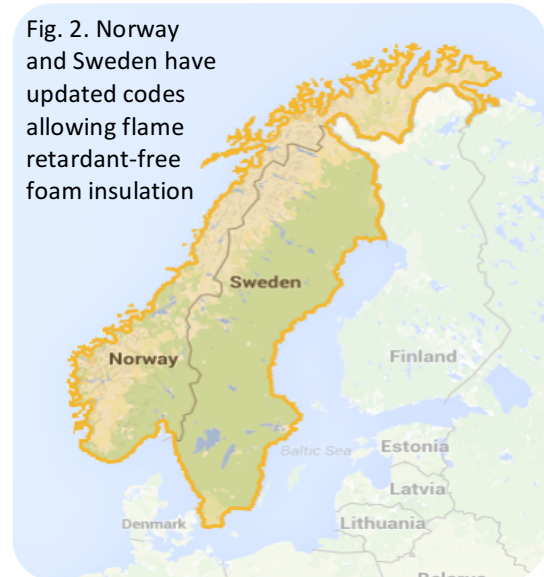 Fig. 2. Norway
and Sweden have
updated codes
allowing flame
retardant-free
foam insulation
Sweden
Norway
Finland
Baltic Sea
Estonia
Latvia
Denmark
Lithuania